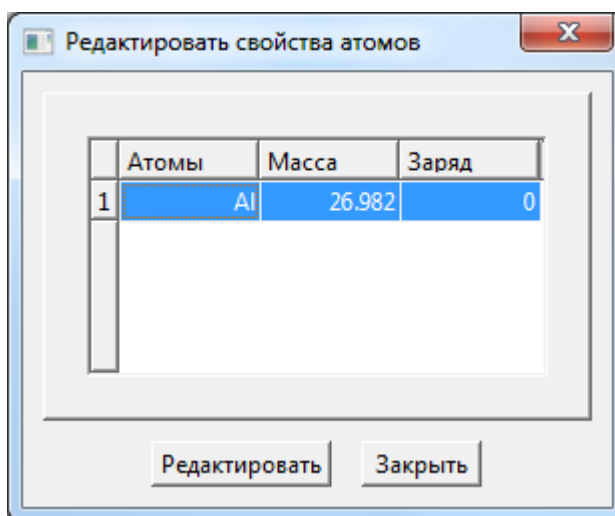 Редактировать свойства атомов
Атомы Масса Заряд
1 Al 26.982 0
Редактировать Закрыть